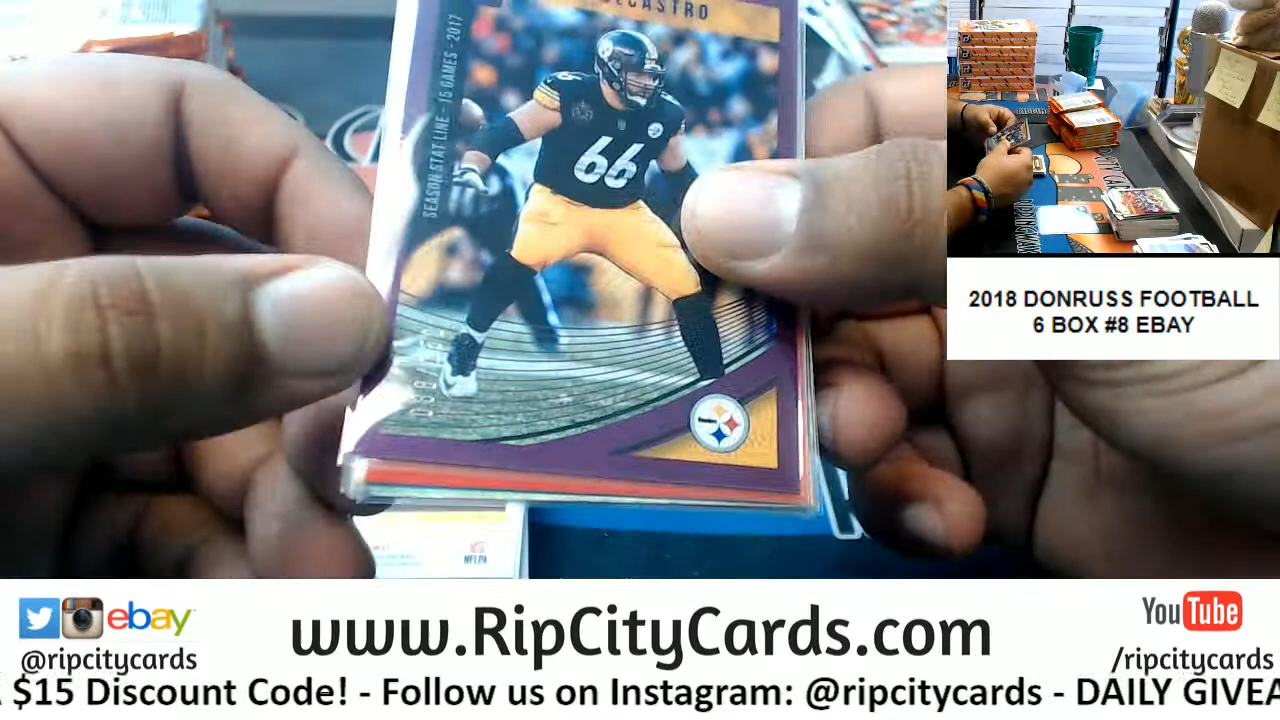 DECASTRO
SEASON STAT LINE - 15 GAMES - 2017
66
NFLPA
2018 DONRUSS FOOTBALL
6 BOX #8 EBAY
ebay
@ripcitycards
www.RipCityCards.com
YouTube
/ripcitycards
$15 Discount Code! - Follow us on Instagram: @ripcitycards - DAILY GIVEA